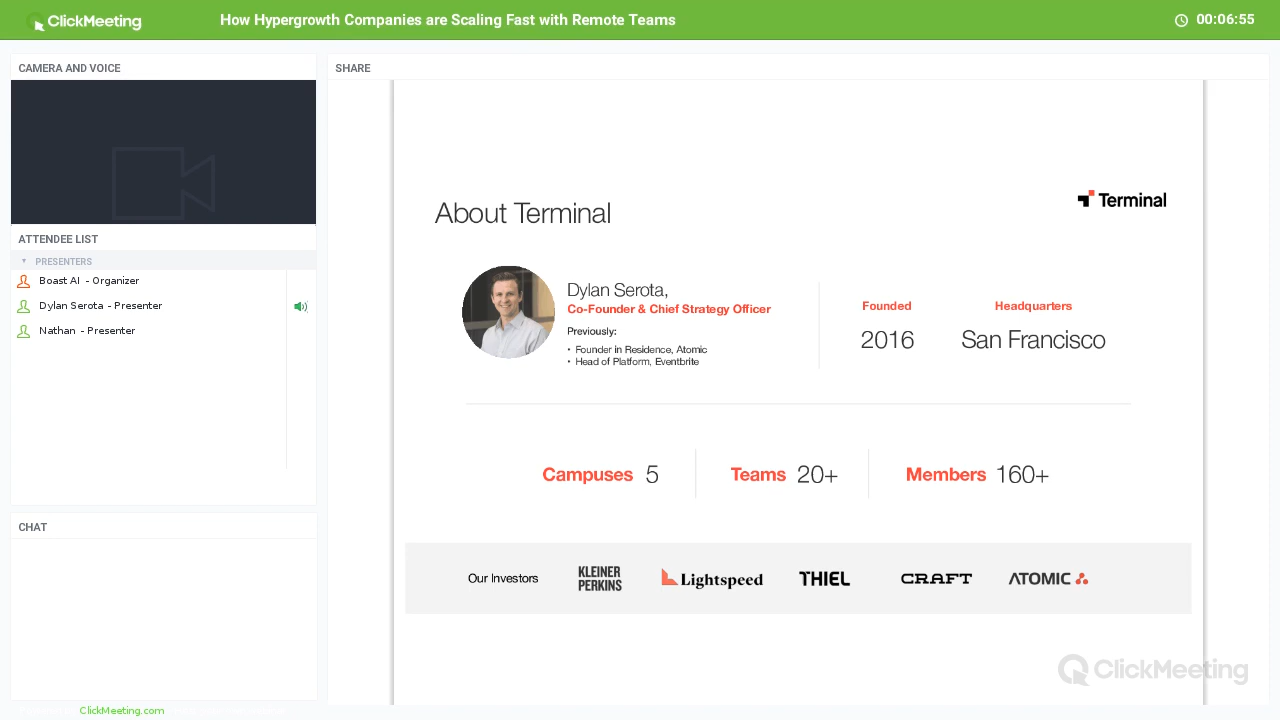 ClickMeeting
How Hypergrowth Companies are Scaling Fast with Remote Teams
00:06:55
CAMERA AND VOICE
ATTENDEE LIST
PRESENTERS
Boast AI - Organizer
Dylan Serota - Presenter
Nathan - Presenter
CHAT
ClickMeeting.com
SHARE
Terminal
About Terminal
Dylan Serota,
Co-Founder & Chief Strategy Officer
Previously:
• Founder in Residence, Atomic
• Head of Platform, Eventbrite
Founded
2016
Headquarters
San Francisco
Campuses 5
Teams 20+
Members 160+
Our Investors
KLEINER
PERKINS
Lightspeed
THIEL
CRAFT
ATOMIC
ClickMeeting